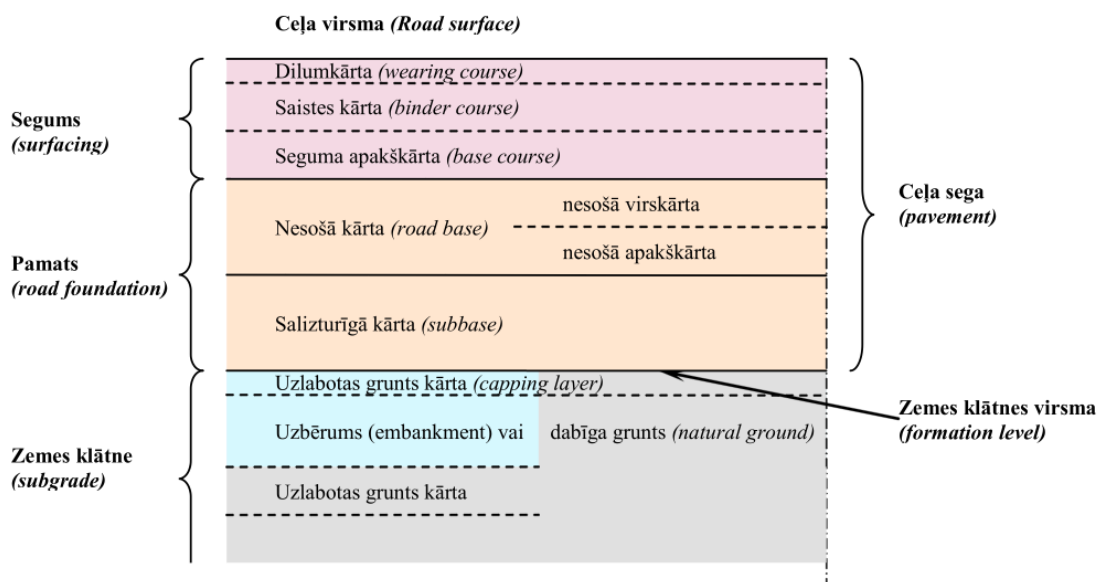 Ceļa virsma (Road surface)
Dilumkārta (wearing course)
Saistes kārta (binder course)
Seguma apakškārta (base course)
Segums
(surfacing)
Nesošā kārta (road base)
nesošā virskārta
nesošā apakškārta
Salizturīgā kārta (subbase)
Pamats
(road foundation)
Ceļa sega
(pavement)
Uzlabotas grunts kārta (capping layer)
Uzbērums (embankment) vai
dabīga grunts (natural ground)
Uzlabotas grunts kārta
Zemes klātne
(subgrade)
Zemes klātnes virsma
(formation level)